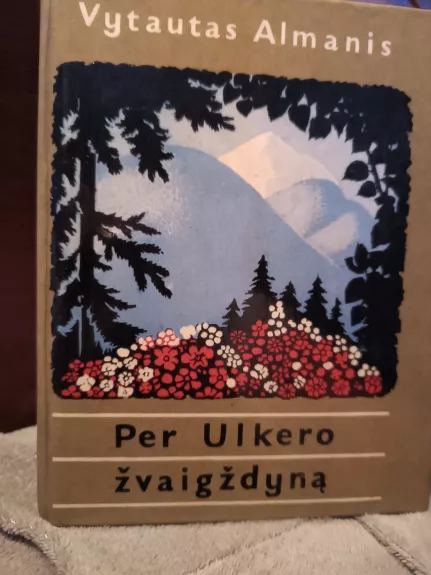 Vytautas Almanis
Per Ulkero
žvaigždyną